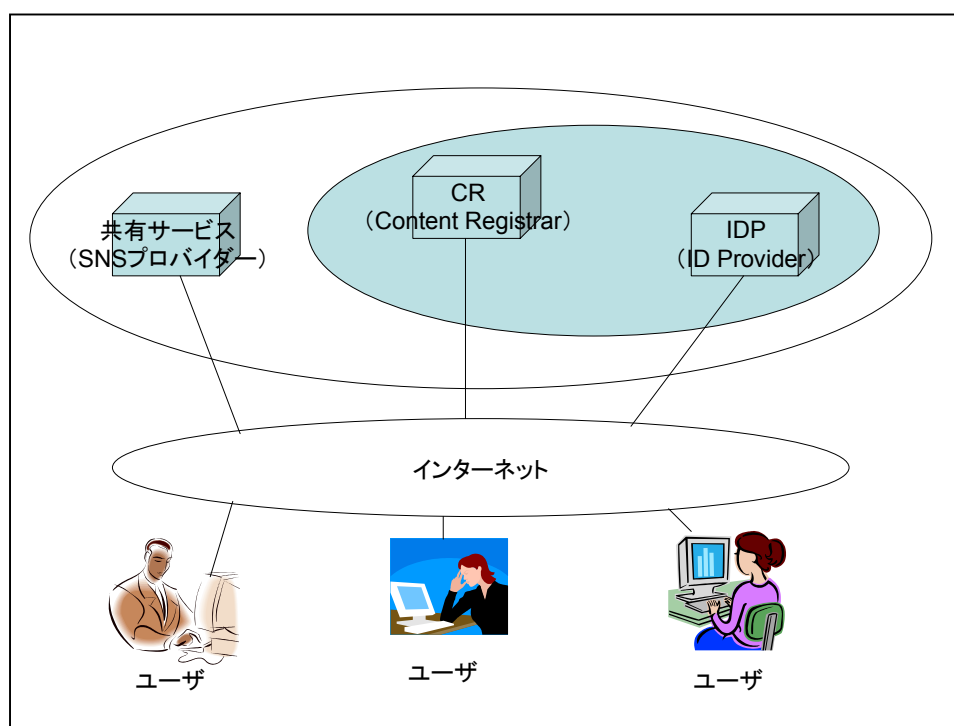 共有サービス
（SNSプロバイダー）
CR
（Content Registrar）
IDP
（ID Provider）
インターネット
ユーザ
ユーザ
ユーザ